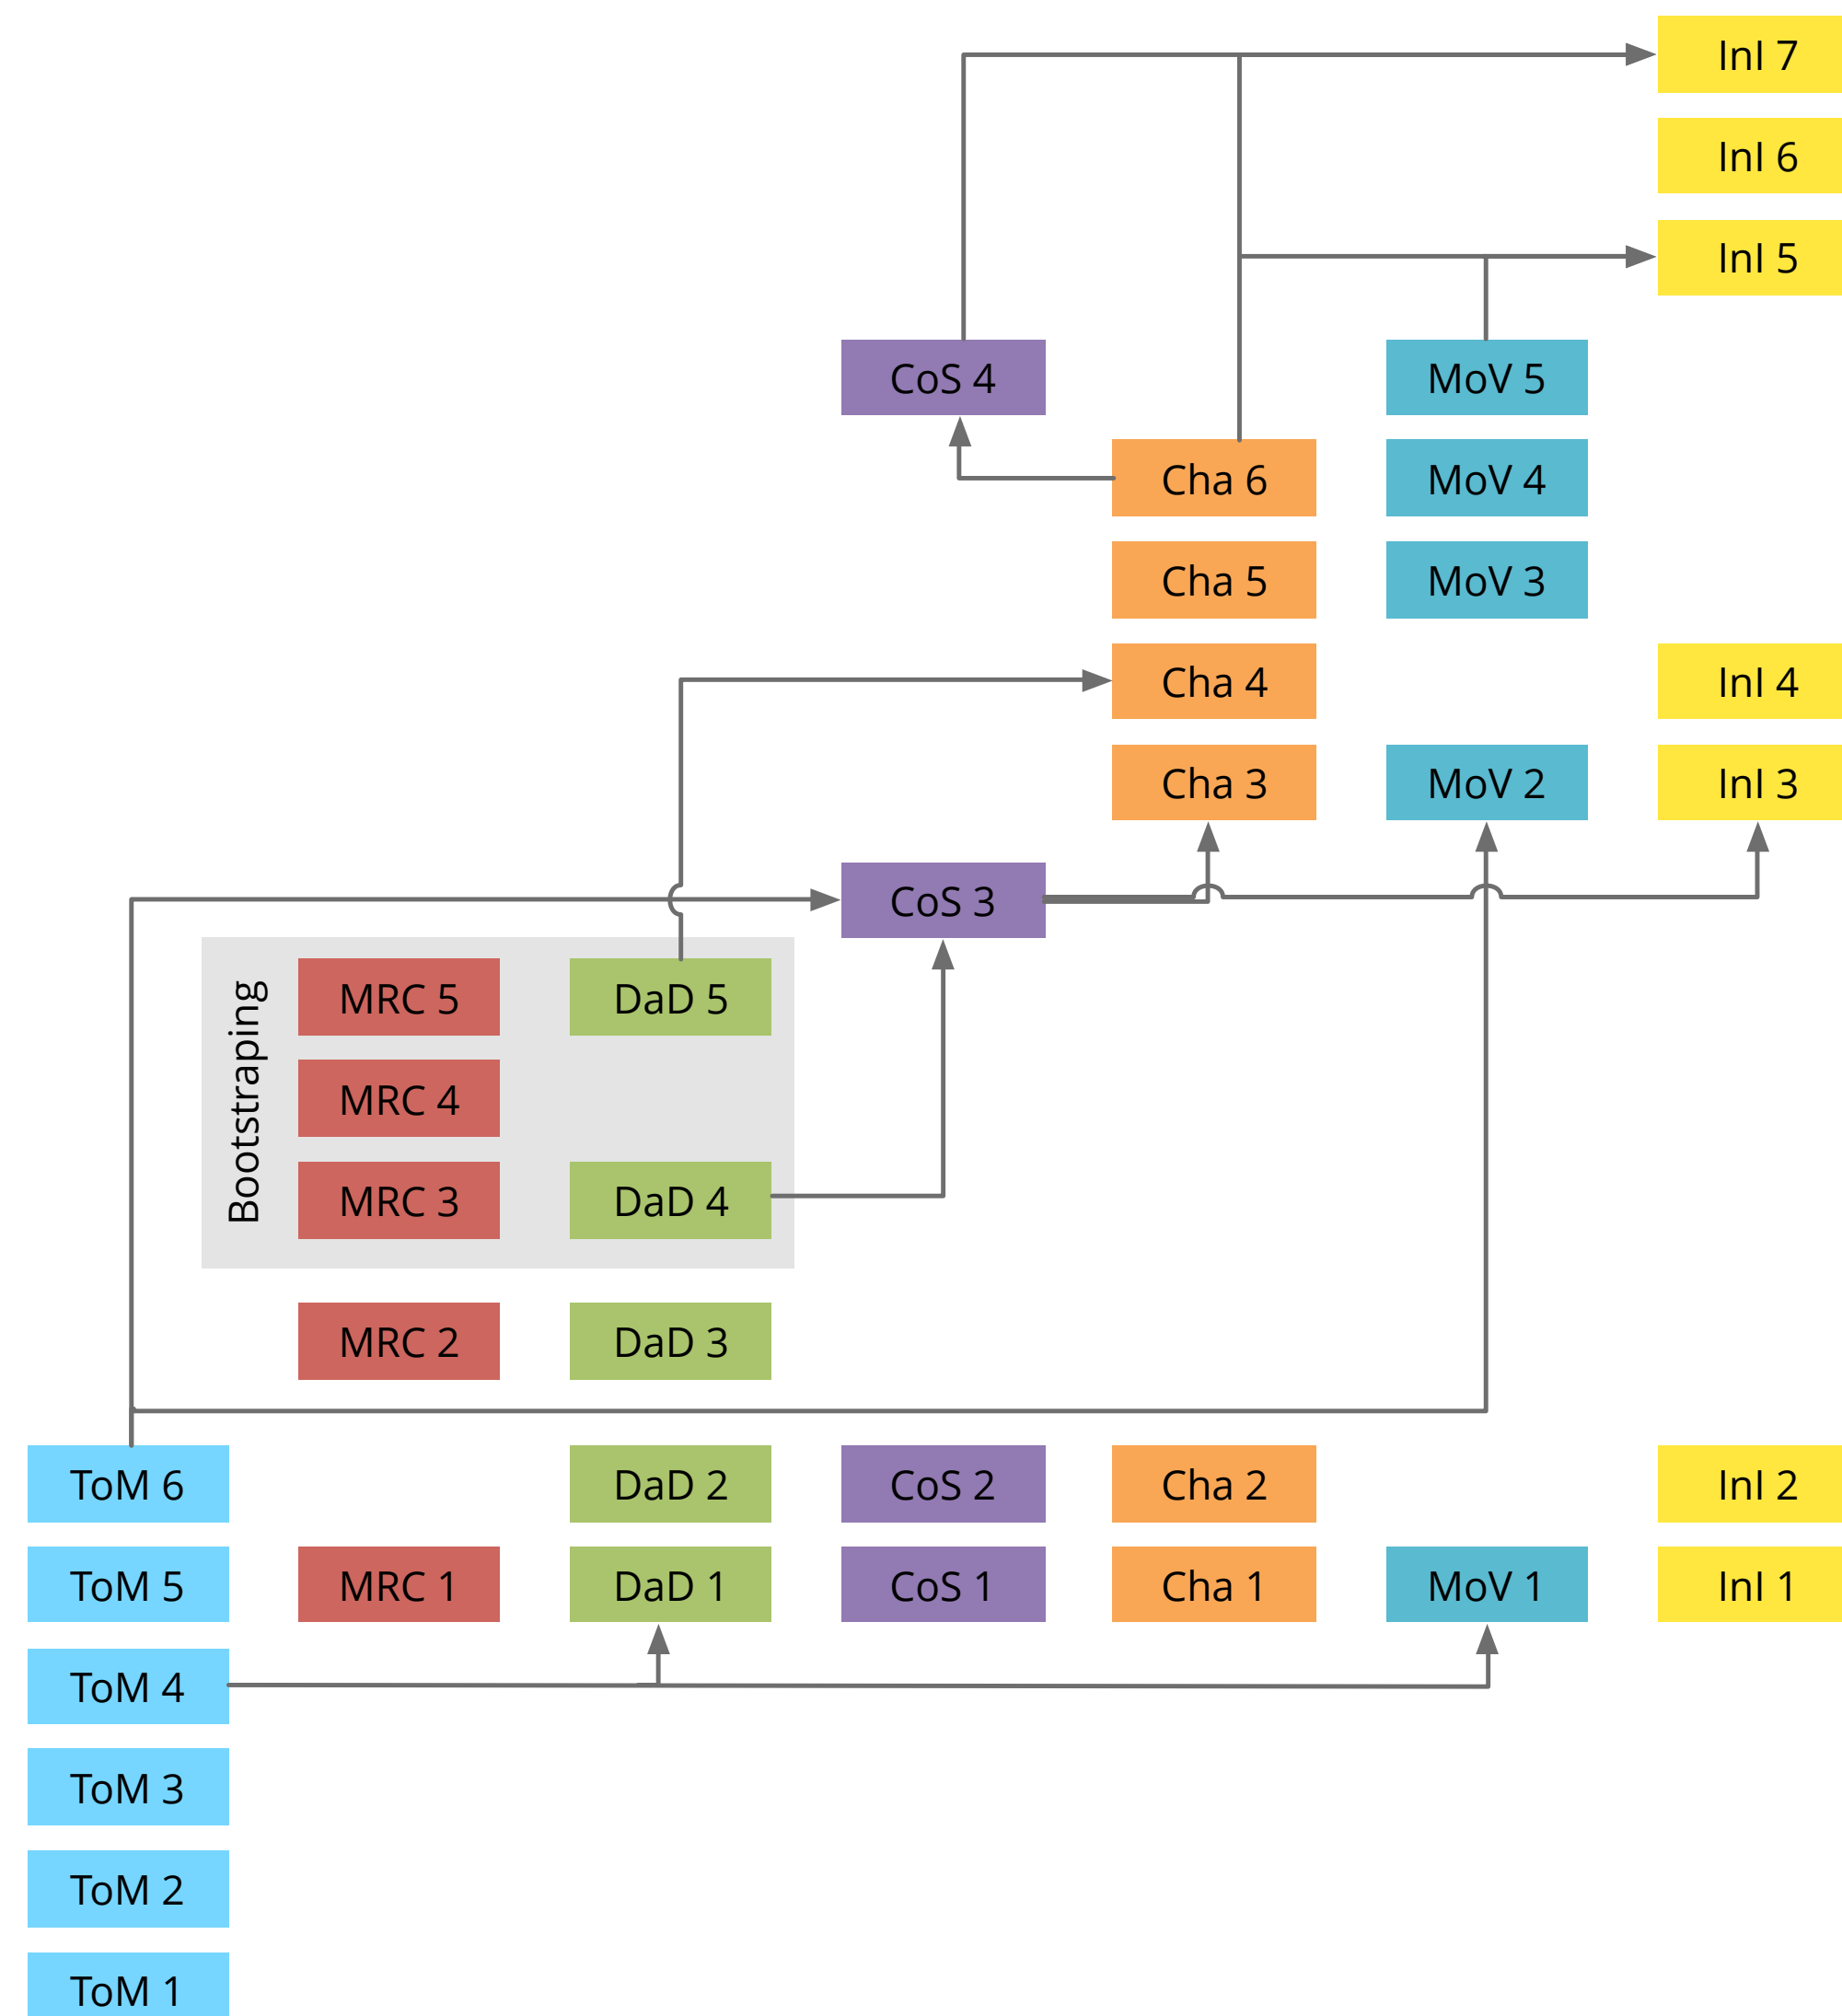 InI 7
InI 6
InI 5
CoS 4
MoV 5
Cha 6
MoV 4
Cha 5
MoV 3
Cha 4
InI 4
Cha 3
MoV 2
InI 3
CoS 3
Bootstraping
MRC 5
DaD 5
MRC 4
MRC 3
DaD 4
MRC 2
DaD 3
ToM 6
DaD 2
CoS 2
Cha 2
InI 2
ToM 5
MRC 1
DaD 1
CoS 1
Cha 1
MoV 1
InI 1
ToM 4
ToM 3
ToM 2
ToM 1